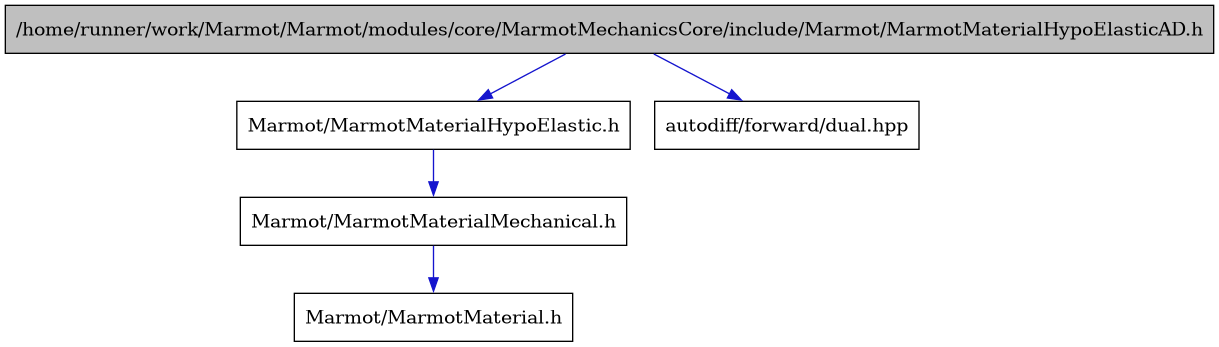 /home/runner/work/Marmot/Marmot/modules/core/MarmotMechanicsCore/include/Marmot/MarmotMaterialHypoElasticAD.h
Marmot/MarmotMaterialHypoElastic.h
autodiff/forward/dual.hpp
Marmot/MarmotMaterialMechanical.h
Marmot/MarmotMaterial.h